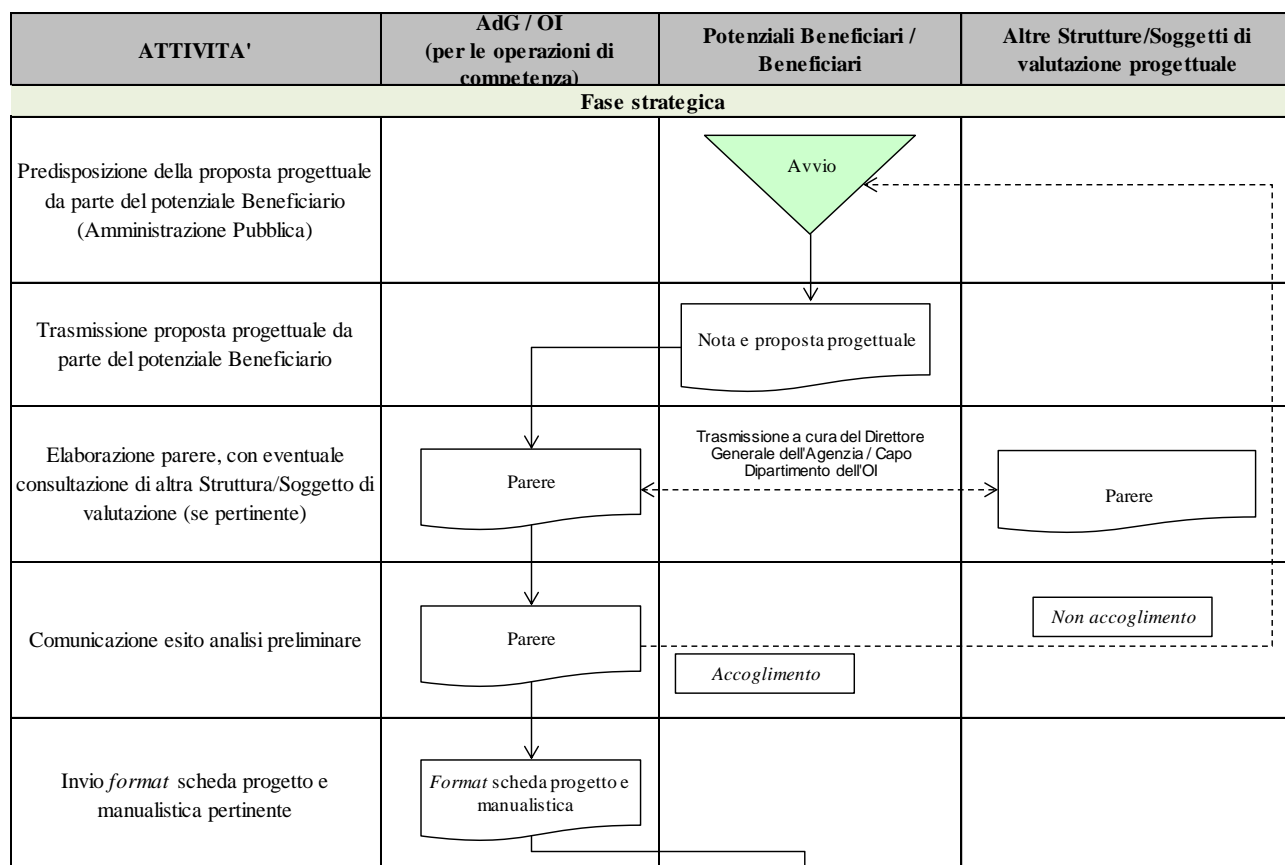 ATTIVITA'
AdG / OI
(per le operazioni di
competenza)
Potenziali Beneficiari /
Beneficiari
Altre Strutture/Soggetti di
valutazione progettuale
Fase strategica
Predisposizione della proposta progettuale
da parte del potenziale Beneficiario
(Amministrazione Pubblica)
Avvio
Trasmissione proposta progettuale da
parte del potenziale Beneficiario
Nota e proposta progettuale
Elaborazione parere, con eventuale
consultazione di altra Struttura/Soggetto di
valutazione (se pertinente)
Parere
Trasmissione a cura del Direttore
Generale dell'Agenzia / Capo
Dipartimento dell'OI
Parere
Comunicazione esito analisi preliminare
Parere
Accoglimento
Non accoglimento
Invio format scheda progetto e
manualistica pertinente
Format scheda progetto e
manualistica